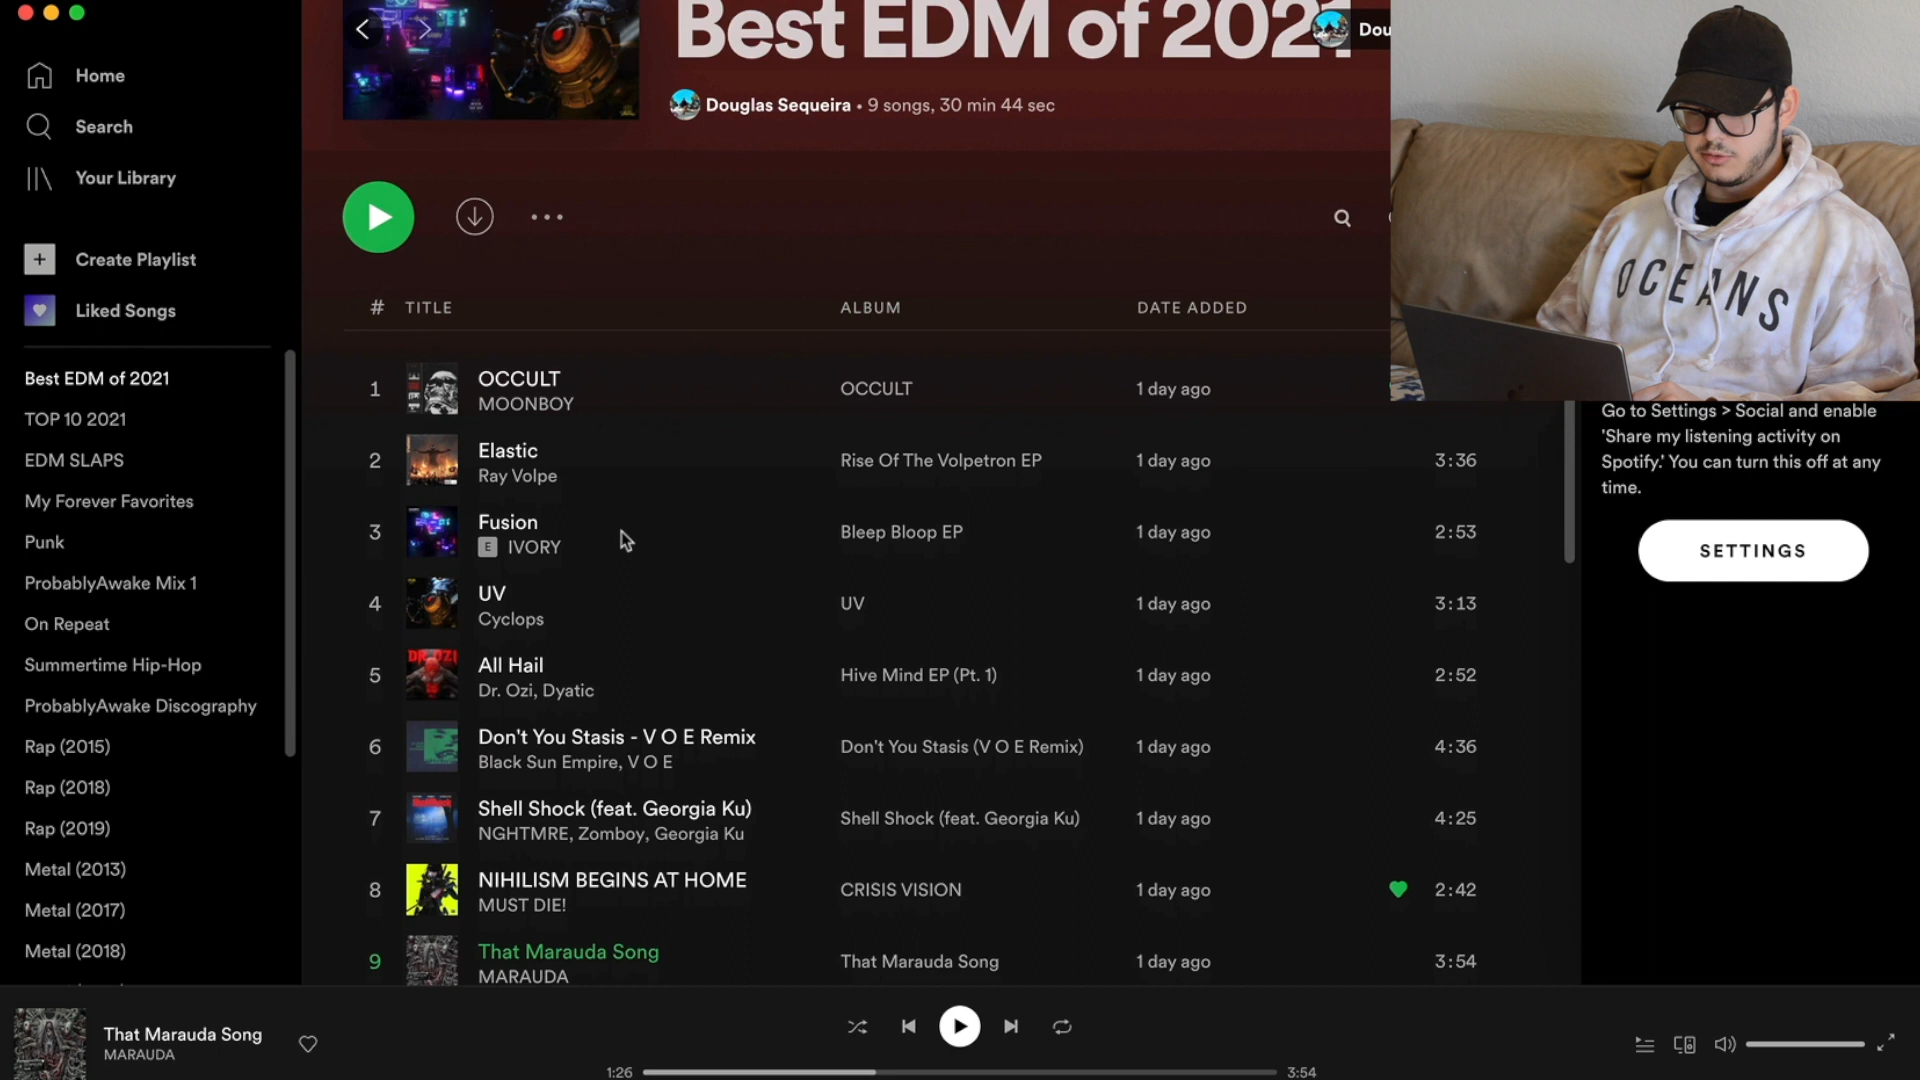 Home
Search
Your Library
Create Playlist
Liked Songs
Best EDM of 2021
TOP 10 2021
EDM SLAPS
My Forever Favorites
Punk
ProbablyAwake Mix 1
On Repeat
Summertime Hip-Hop
ProbablyAwake Discography
Rap (2015)
Rap (2018)
Rap (2019)
Metal (2013)
Metal (2017)
Metal (2018)
Best EDM of 2021
Dou
Douglas Sequeira • 9 songs, 30 min 44 sec
# TITLE ALBUM DATE ADDED
1 OCCULT OCCULT 1 day ago
MOONBOY
2 Elastic Rise Of The Volpetron EP 1 day ago 3:36
Ray Volpe
3 Fusion Bleep Bloop EP 1 day ago 2:53
E IVORY
4 UV UV 1 day ago 3:13
Cyclops
5 All Hail Hive Mind EP (Pt. 1) 1 day ago 2:52
Dr. Ozi, Dyatic
6 Don't You Stasis - V O E Remix Don't You Stasis (V O E Remix) 1 day ago 4:36
Black Sun Empire, V O E
7 Shell Shock (feat. Georgia Ku) Shell Shock (feat. Georgia Ku) 1 day ago 4:25
NGHTMRE, Zomboy, Georgia Ku
8 NIHILISM BEGINS AT HOME CRISIS VISION 1 day ago 2:42
MUST DIE!
9 That Marauda Song That Marauda Song 1 day ago 3:54
MARAUDA
OCEANS
Go to Settings > Social and enable
'Share my listening activity on
Spotify.' You can turn this off at any
time.
SETTINGS
That Marauda Song
MARAUDA
1:26
3:54